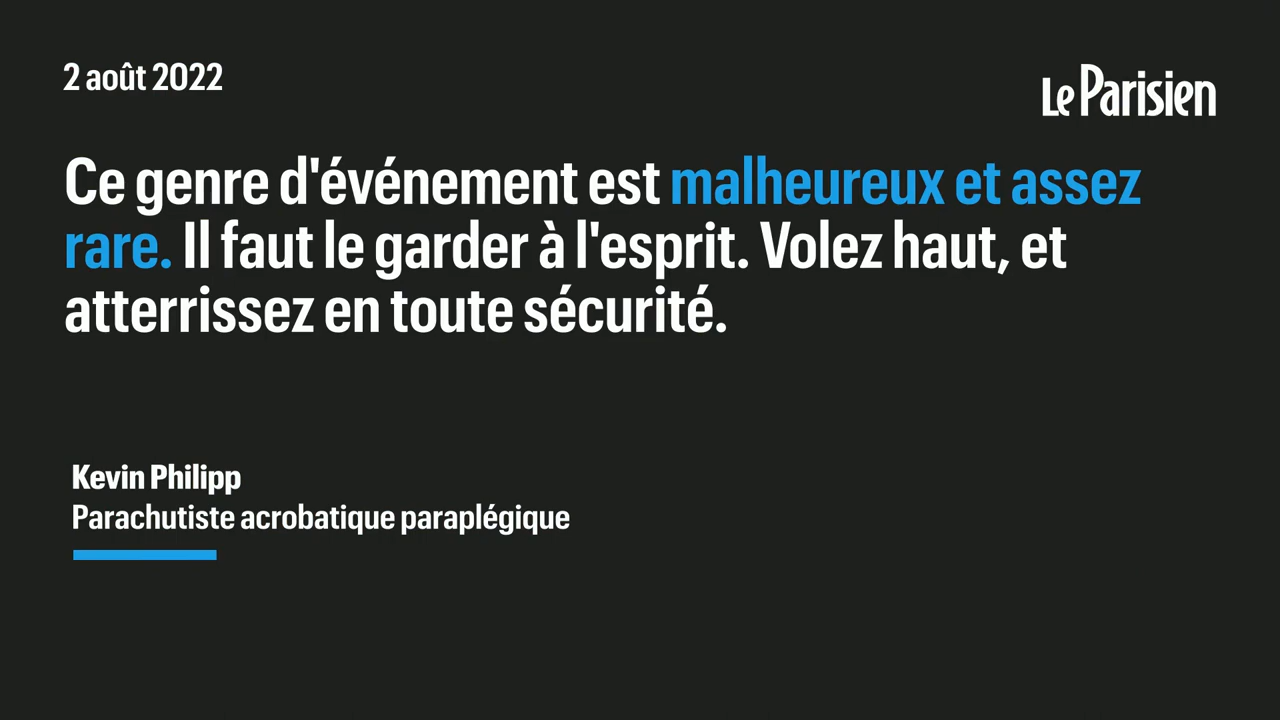 2 août 2022
Le Parisien
Ce genre d'événement est malheureux et assez
rare. Il faut le garder à l'esprit. Volez haut, et
atterrissez en toute sécurité.
Kevin Philipp
Parachutiste acrobatique paraplégique